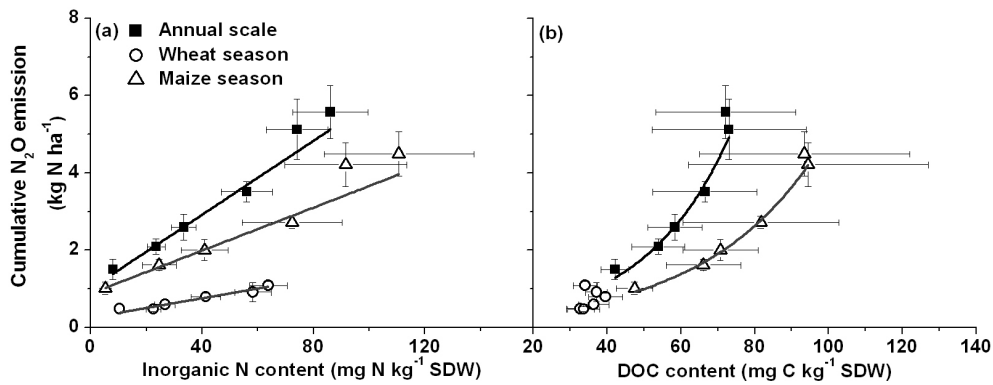 (a) Annual scale
Wheat season
Maize season
(b)
Cumulative N₂O emission
(kg N ha⁻¹)
8
6
4
2
0
0 40 80 120
20 40 60 80 100 120 140
Inorganic N content (mg N kg⁻¹ SDW)
DOC content (mg C kg⁻¹ SDW)